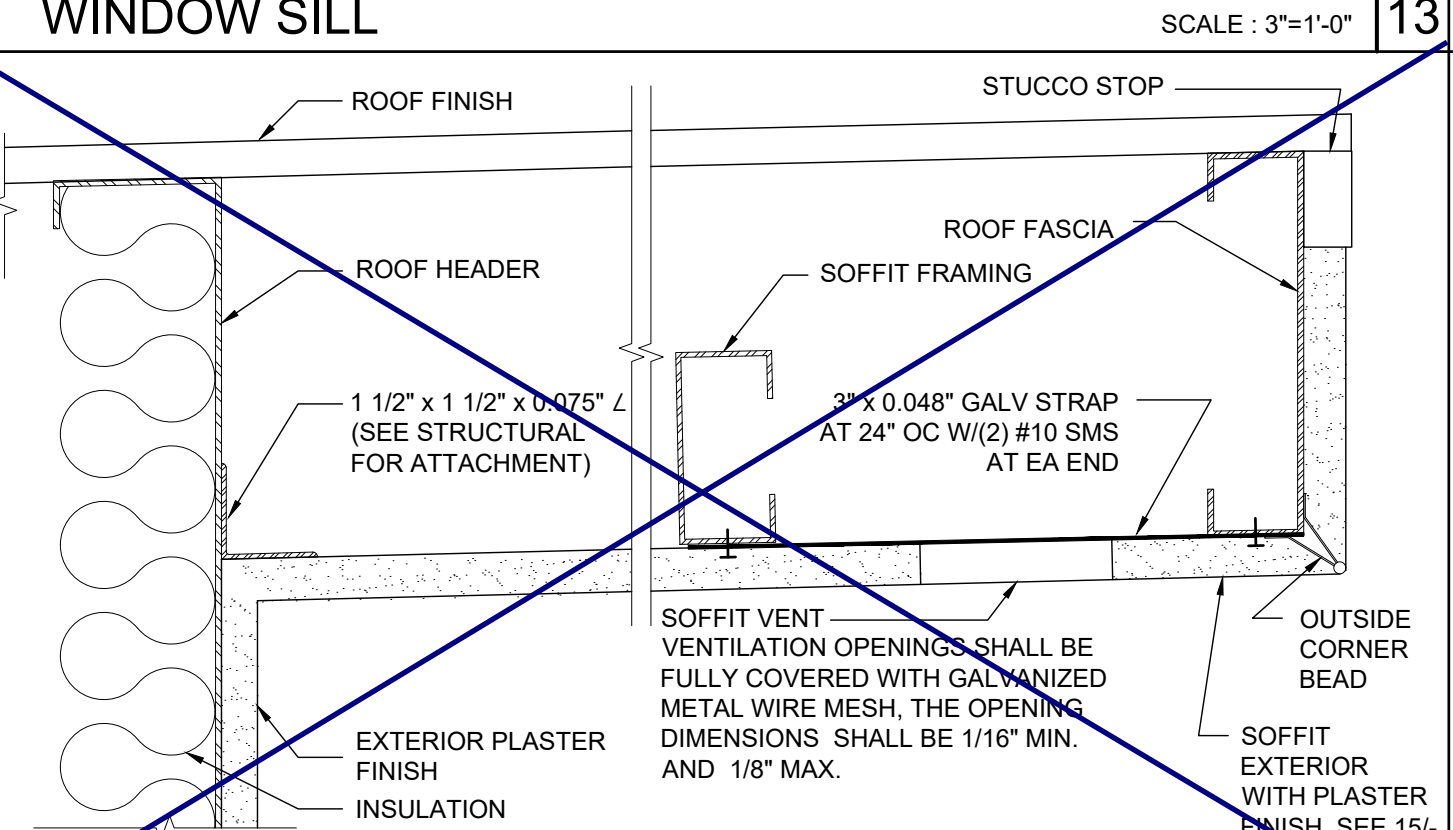 WINDOW SILL
SCALE : 3"=1'-0"
13
ROOF FINISH
STUCCO STOP
ROOF FASCIA
ROOF HEADER
SOFFIT FRAMING
1 1/2" x 1 1/2" x 0.075" ∠
(SEE STRUCTURAL
FOR ATTACHMENT)
3" x 0.048" GALV STRAP
AT 24" OC W/(2) #10 SMS
AT EA END
SOFFIT VENT
VENTILATION OPENINGS SHALL BE
FULLY COVERED WITH GALVANIZED
METAL WIRE MESH, THE OPENING
DIMENSIONS SHALL BE 1/16" MIN.
AND 1/8" MAX.
OUTSIDE
CORNER
BEAD
EXTERIOR PLASTER
FINISH
INSULATION
SOFFIT
EXTERIOR
WITH PLASTER
FINISH, SEE 15/-